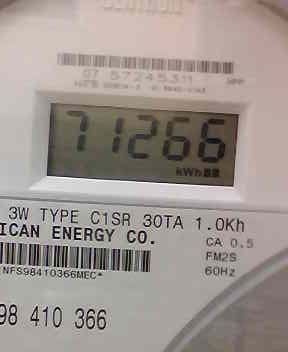 07 57245311
71266
kWh
3W TYPE C1SR 30TA 1.0Kh
ICAN ENERGY CO.
CA 0.5
FM2S
60Hz
NFS98410366MEC*
98 410 366